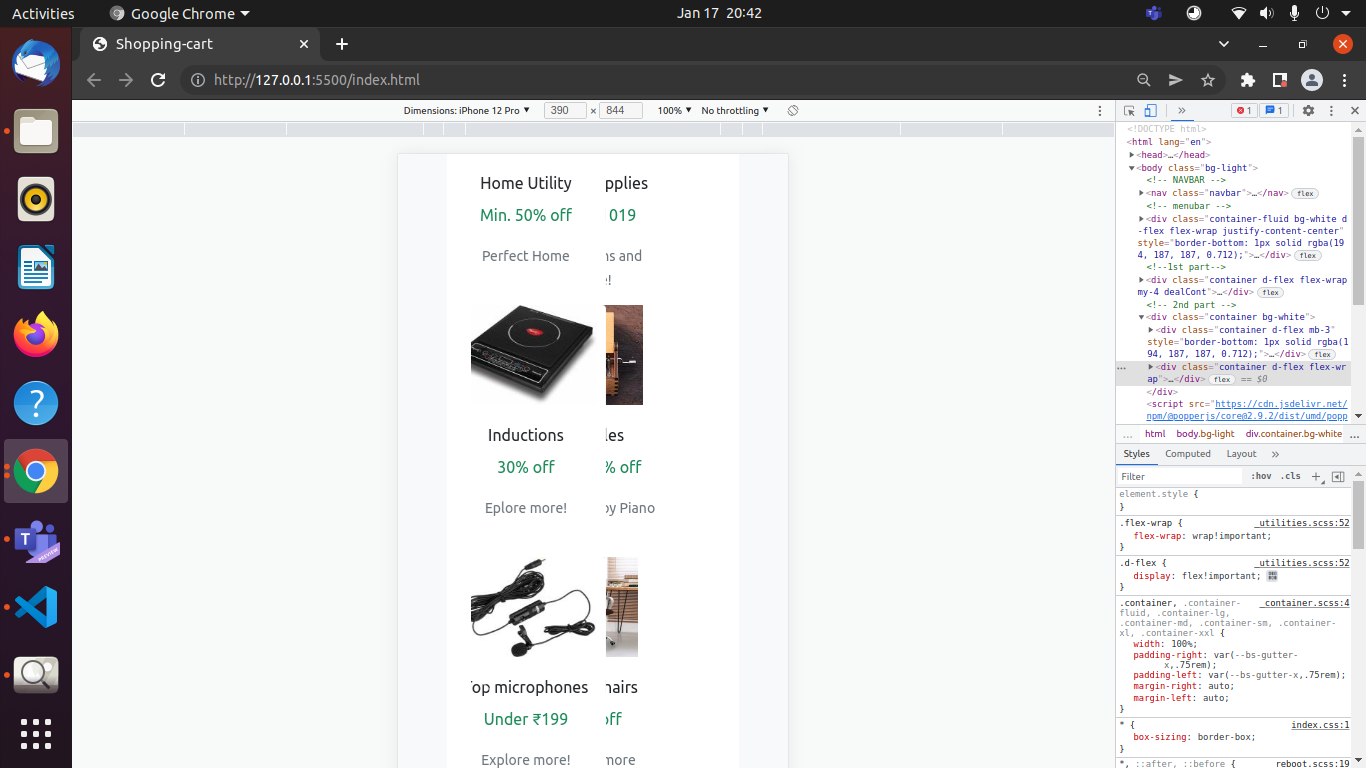 Activities
Google Chrome
Jan 17 20:42
Shopping-cart
http://127.0.0.1:5500/index.html
Dimensions: iPhone 12 Pro
390 × 844
100%
No throttling
Home Utility
pplies
Min. 50% off
019
Perfect Home
ns and
e!
Inductions
les
30% off
% off
Eplore more!
oy Piano
Top microphones
hairs
Under ₹199
off
Explore more!
more
PREVIEW
1
1
<!DOCTYPE html>
<html lang="en">
<head>…</head>
<body class="bg-light">
<!-- NAVBAR -->
<nav class="navbar">…</nav> flex
<!-- menubar -->
<div class="container-fluid bg-white d
-flex flex-wrap justify-content-center"
style="border-bottom: 1px solid rgba(19
4, 187, 187, 0.712);">…</div> flex
<!--1st part-->
<div class="container d-flex flex-wrap
my-4 dealCont">…</div> flex
<!-- 2nd part -->
<div class="container bg-white">
<div class="container d-flex mb-3"
style="border-bottom: 1px solid rgba(1
94, 187, 187, 0.712);">…</div> flex
<div class="container d-flex flex-wr
ap">…</div> flex == $0
</div>
<script src="https://cdn.jsdelivr.net/
npm/@popperjs/core@2.9.2/dist/umd/popp
… html body.bg-light div.container.bg-white …
Styles Computed Layout
Filter :hov .cls
element.style {
}
.flex-wrap { _utilities.scss:52
flex-wrap: wrap!important;
}
.d-flex { _utilities.scss:52
display: flex!important;
}
.container, .container- _container.scss:4
fluid, .container-lg,
.container-md, .container-sm, .container-
xl, .container-xxl {
width: 100%;
padding-right: var(--bs-gutter-
x,.75rem);
padding-left: var(--bs-gutter-x,.75rem);
margin-right: auto;
margin-left: auto;
}
* { index.css:1
box-sizing: border-box;
}
*, ::after, ::before { reboot.scss:19